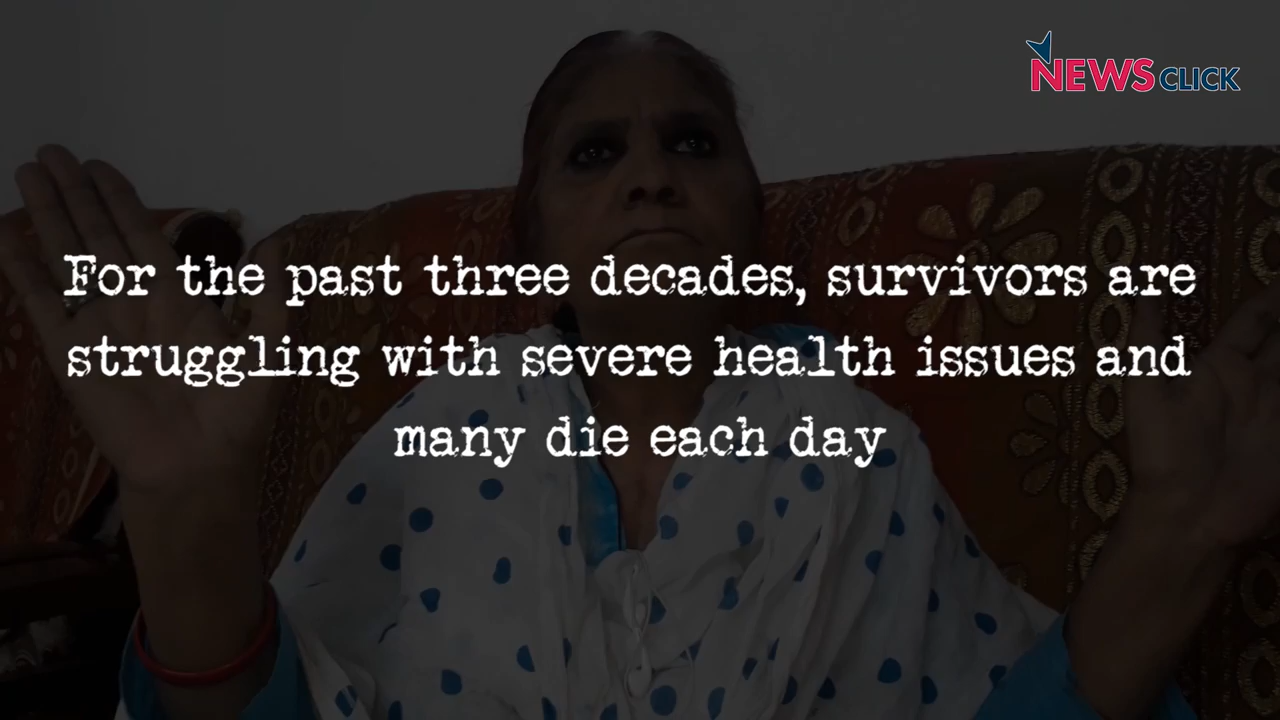 NEWSCLICK
For the past three decades, survivors are
struggling with severe health issues and
many die each day